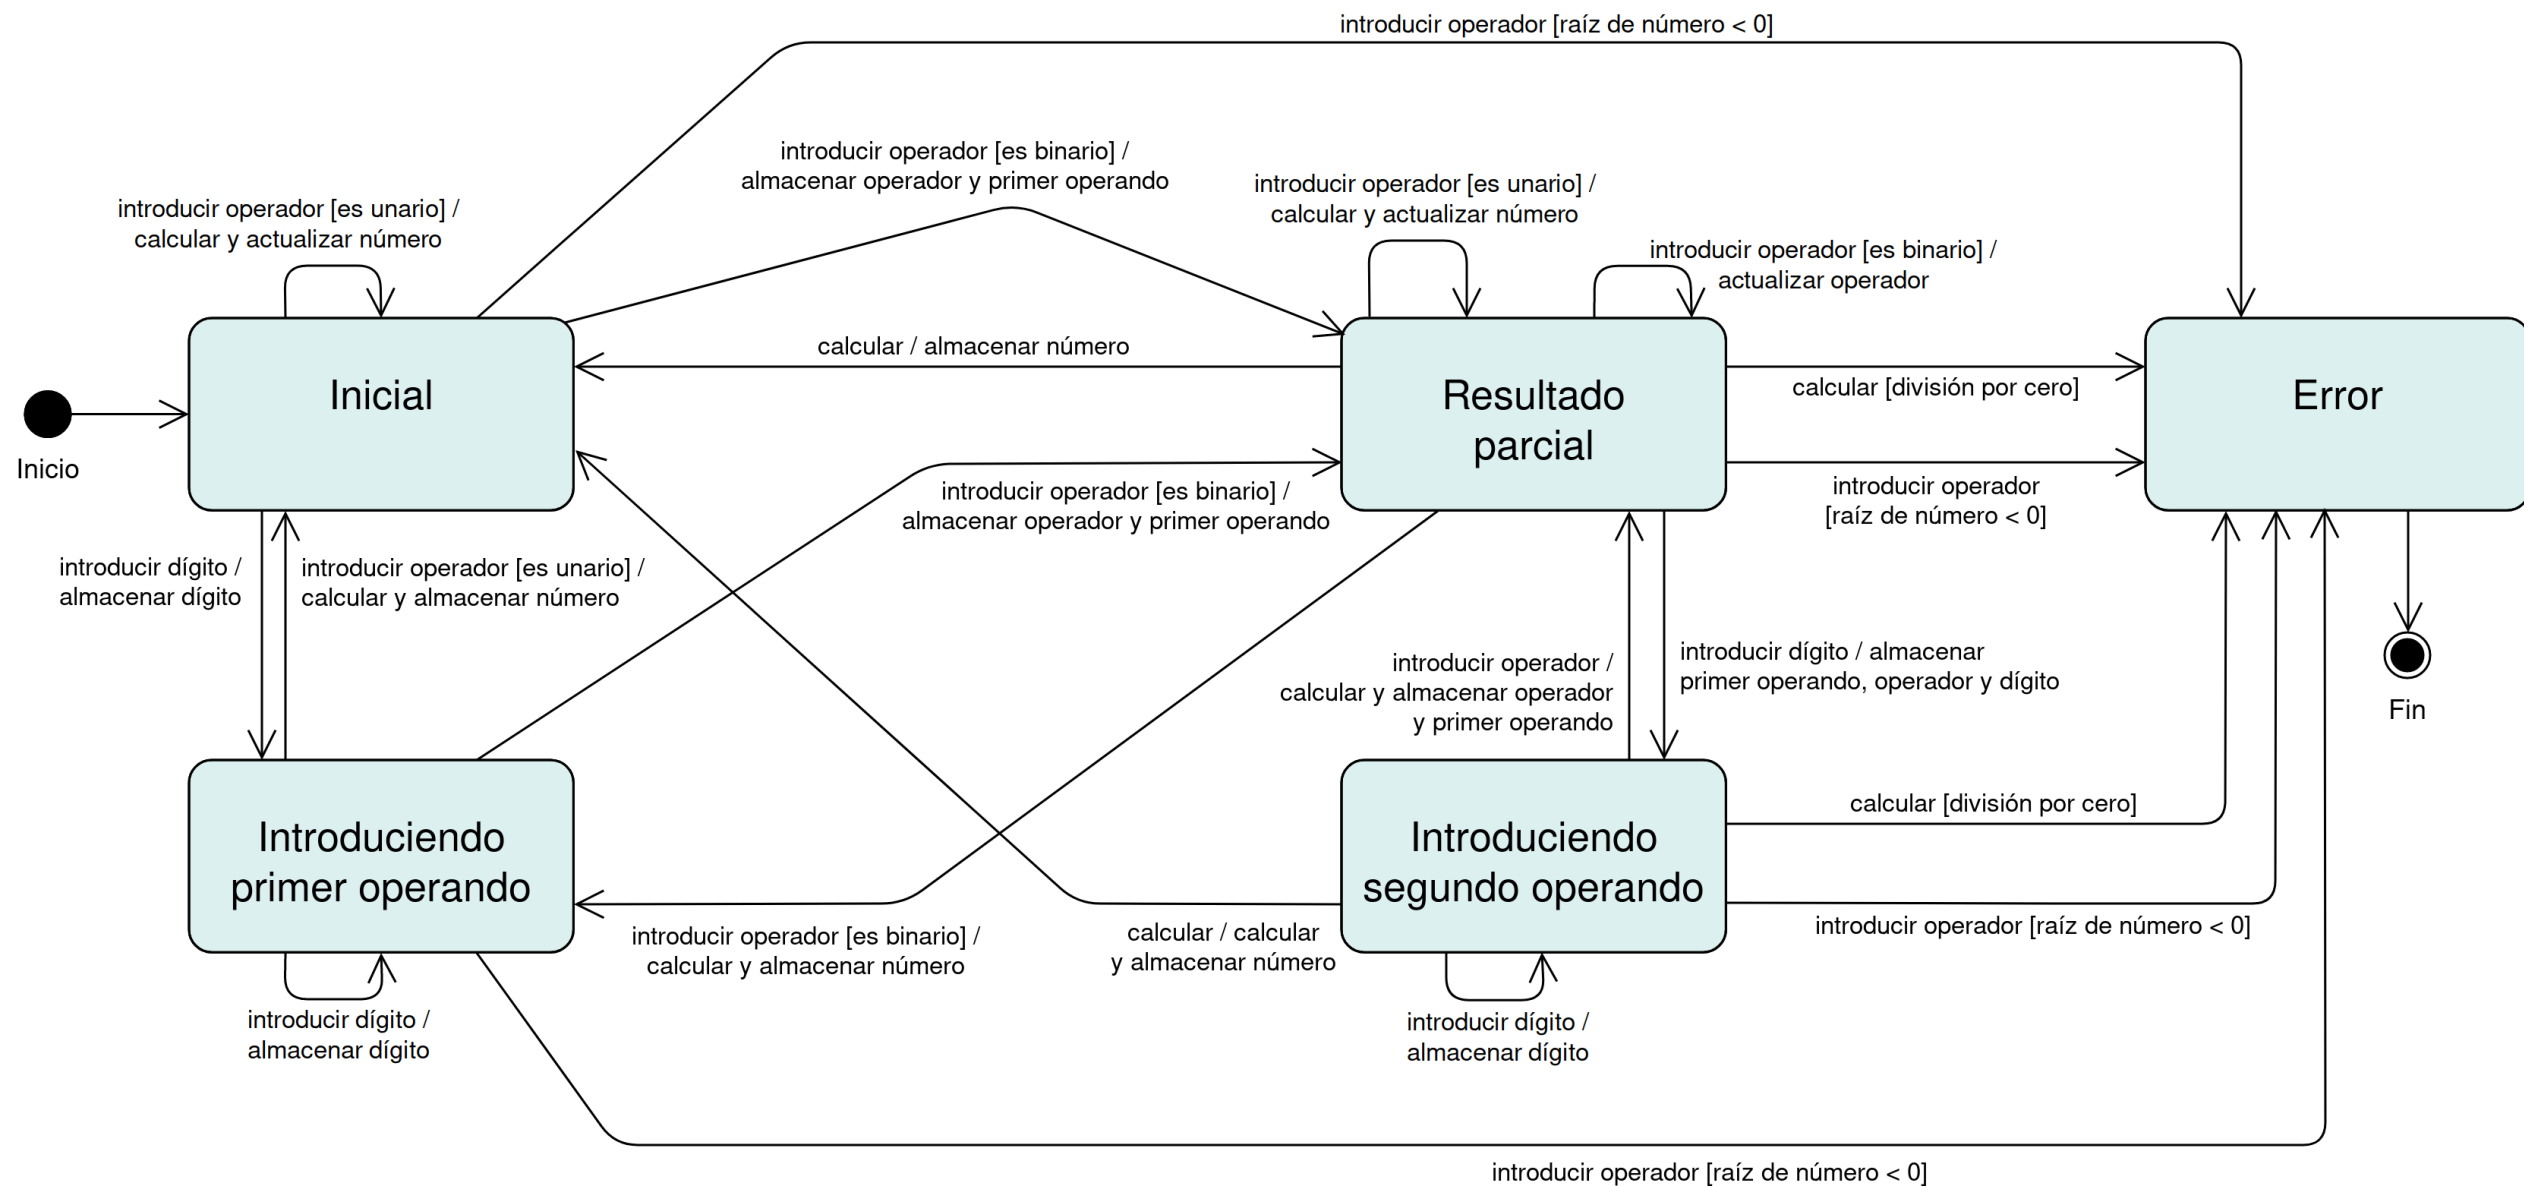 introducir operador [raíz de número < 0]
introducir operador [es binario] /
almacenar operador y primer operando
introducir operador [es unario] /
calcular y actualizar número
introducir operador [es unario] /
calcular y actualizar número
introducir operador [es binario] /
actualizar operador
calcular / almacenar número
Inicial
Resultado
parcial
calcular [división por cero]
Error
Inicio
introducir operador [es binario] /
almacenar operador y primer operando
introducir operador
[raíz de número < 0]
introducir dígito /
almacenar dígito
introducir operador [es unario] /
calcular y almacenar número
introducir operador /
calcular y almacenar operador
y primer operando
introducir dígito / almacenar
primer operando, operador y dígito
Fin
Introduciendo
primer operando
Introduciendo
segundo operando
calcular [división por cero]
introducir operador [es binario] /
calcular y almacenar número
calcular / calcular
y almacenar número
introducir operador [raíz de número < 0]
introducir dígito /
almacenar dígito
introducir dígito /
almacenar dígito
introducir operador [raíz de número < 0]